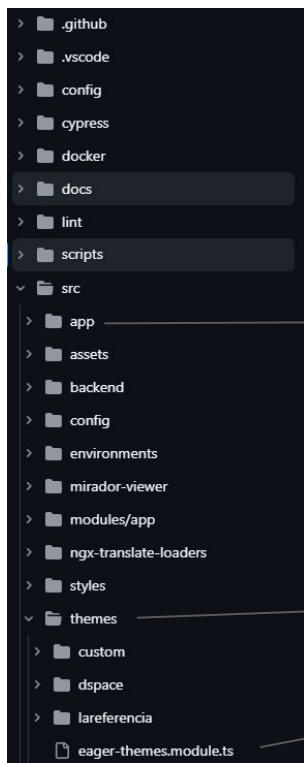 .github
.vscode
config
cypress
docker
docs
lint
scripts
src
app
assets
backend
config
environments
mirador-viewer
modules/app
ngx-translate-loaders
styles
themes
custom
dspace
lareferencia
eager-themes.module.ts